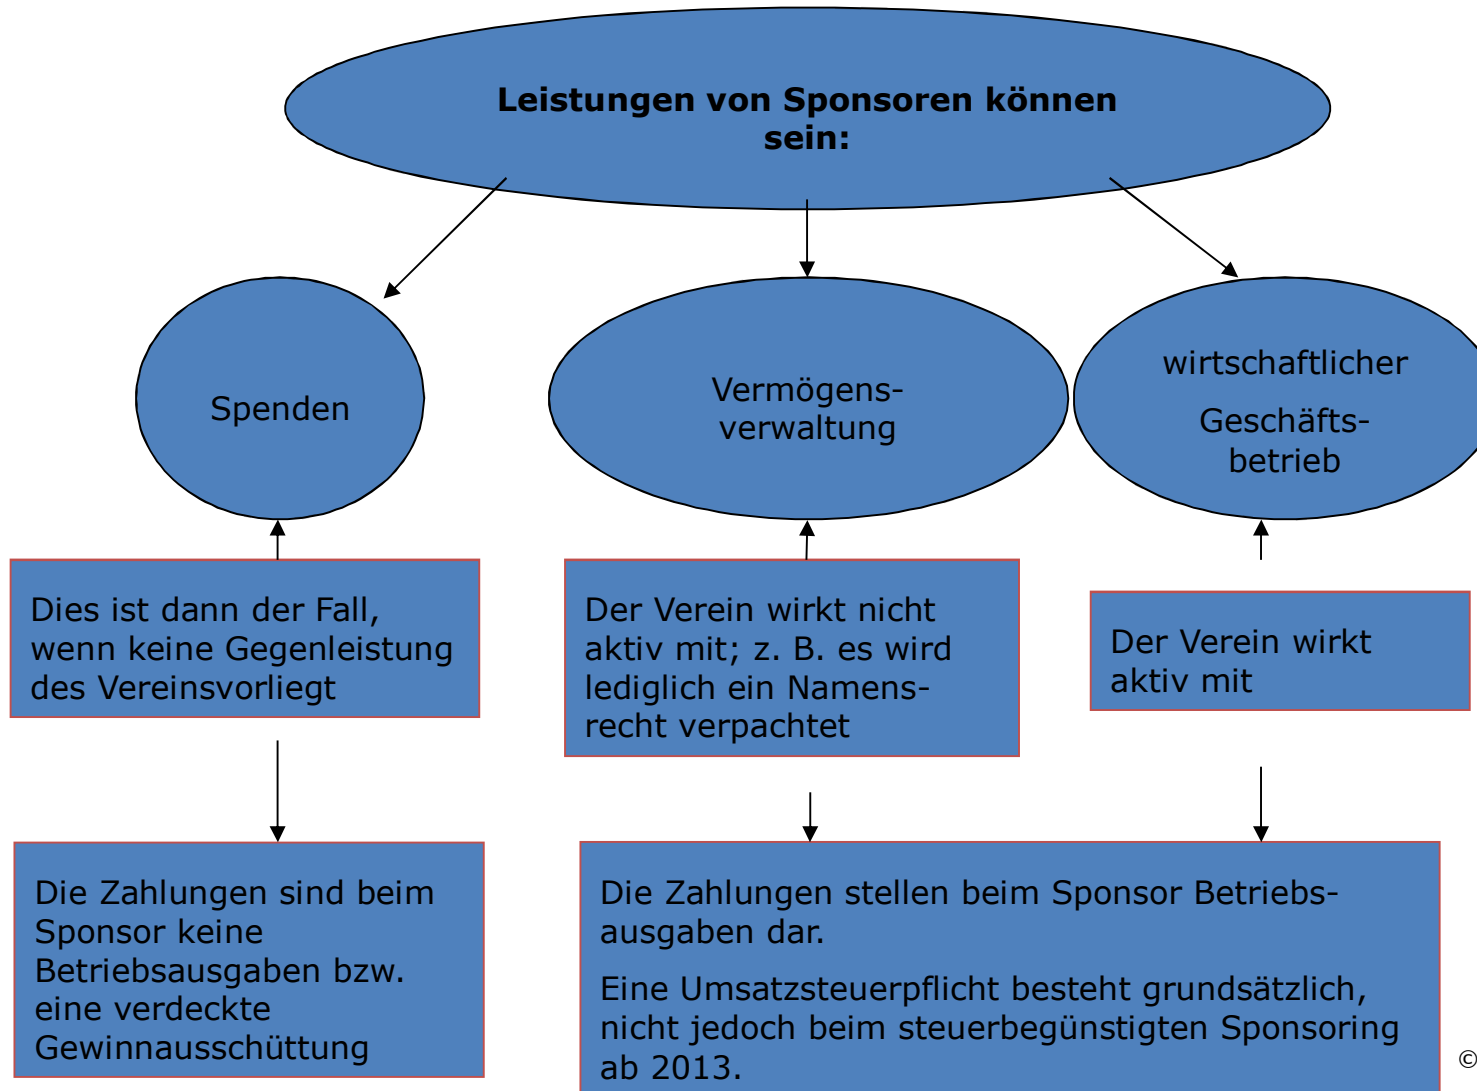 Leistungen von Sponsoren können
sein:
Spenden
Vermögens-
verwaltung
wirtschaftlicher
Geschäfts-
betrieb
Dies ist dann der Fall,
wenn keine Gegenleistung
des Vereinsvorliegt
Der Verein wirkt nicht
aktiv mit; z. B. es wird
lediglich ein Namens-
recht verpachtet
Der Verein wirkt
aktiv mit
Die Zahlungen sind beim
Sponsor keine
Betriebsausgaben bzw.
eine verdeckte
Gewinnausschüttung
Die Zahlungen stellen beim Sponsor Betriebs-
ausgaben dar.
Eine Umsatzsteuerpflicht besteht grundsätzlich,
nicht jedoch beim steuerbegünstigten Sponsoring
ab 2013.
©